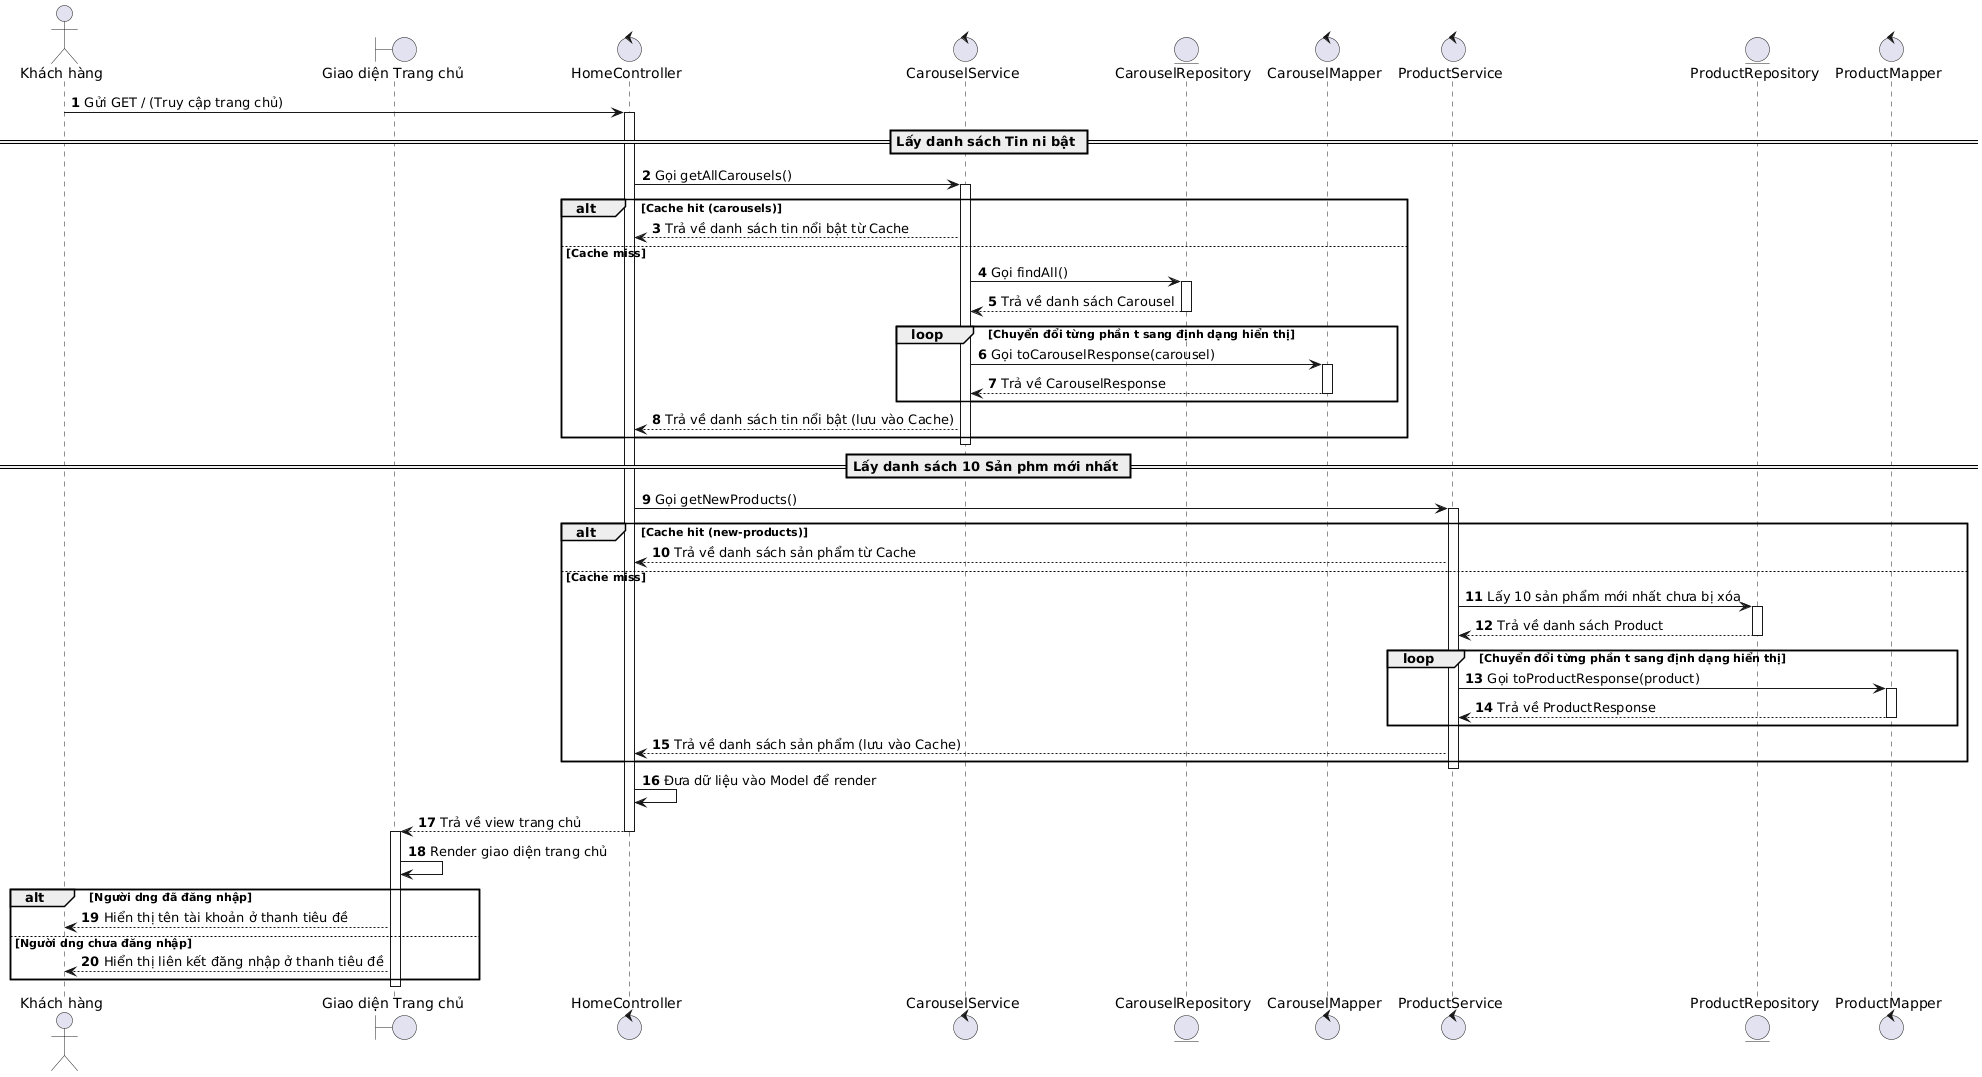 Khách hàng
Giao diện Trang chủ
HomeController
CarouselService
CarouselRepository
CarouselMapper
ProductService
ProductRepository
ProductMapper
1 Gửi GET / (Truy cập trang chủ)
Lấy danh sách Tin ni bật
2 Gọi getAllCarousels()
alt [Cache hit (carousels)]
3 Trả về danh sách tin nổi bật từ Cache
[Cache miss]
4 Gọi findAll()
5 Trả về danh sách Carousel
loop [Chuyển đổi từng phần t sang định dạng hiển thị]
6 Gọi toCarouselResponse(carousel)
7 Trả về CarouselResponse
8 Trả về danh sách tin nổi bật (lưu vào Cache)
Lấy danh sách 10 Sản phm mới nhất
9 Gọi getNewProducts()
alt [Cache hit (new-products)]
10 Trả về danh sách sản phẩm từ Cache
[Cache miss]
11 Lấy 10 sản phẩm mới nhất chưa bị xóa
12 Trả về danh sách Product
loop [Chuyển đổi từng phần t sang định dạng hiển thị]
13 Gọi toProductResponse(product)
14 Trả về ProductResponse
15 Trả về danh sách sản phẩm (lưu vào Cache)
16 Đưa dữ liệu vào Model để render
17 Trả về view trang chủ
18 Render giao diện trang chủ
alt [Người dng đã đăng nhập]
19 Hiển thị tên tài khoản ở thanh tiêu đề
[Người dng chưa đăng nhập]
20 Hiển thị liên kết đăng nhập ở thanh tiêu đề
Khách hàng
Giao diện Trang chủ
HomeController
CarouselService
CarouselRepository
CarouselMapper
ProductService
ProductRepository
ProductMapper